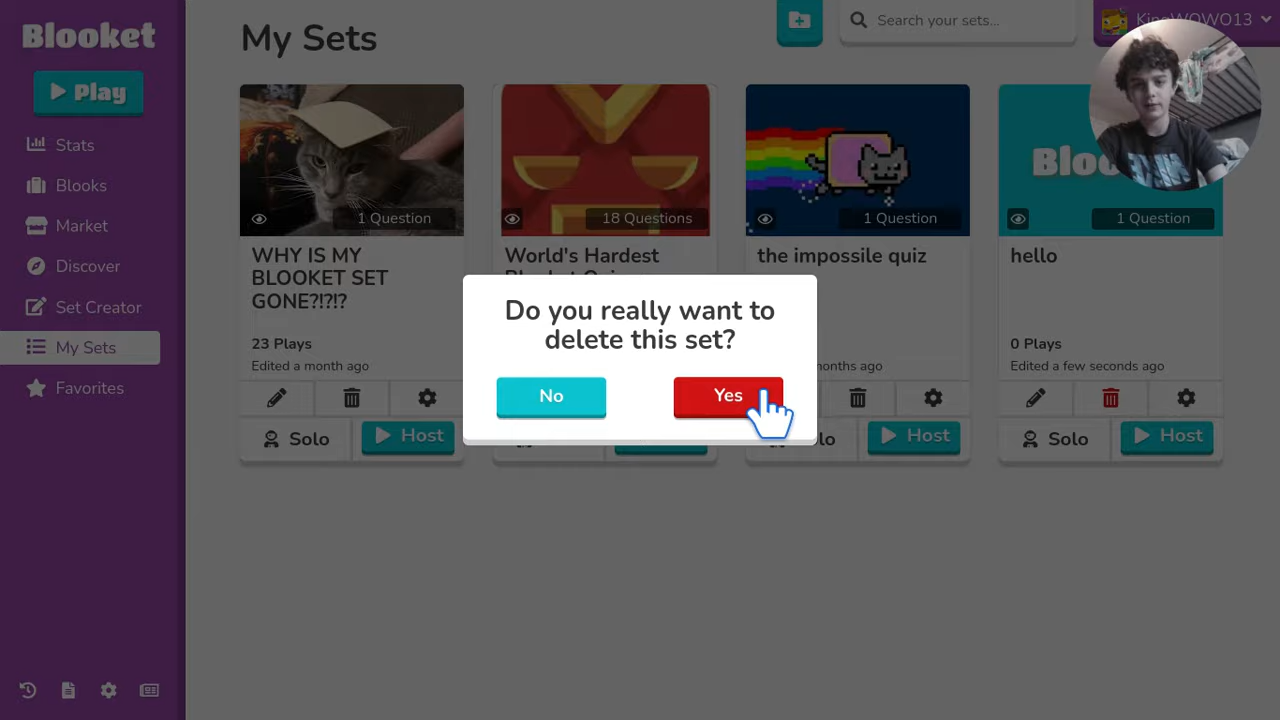 Blooket
Play
Stats
Blooks
Market
Discover
Set Creator
My Sets
Favorites
My Sets
Search your sets...
KingWOWO13
1 Question
WHY IS MY
BLOOKET SET
GONE?!?!?
23 Plays
Edited a month ago
Solo
Host
18 Questions
World's Hardest
1 Question
the impossile quiz
months ago
Host
1 Question
hello
0 Plays
Edited a few seconds ago
Solo
Host
Do you really want to
delete this set?
No
Yes